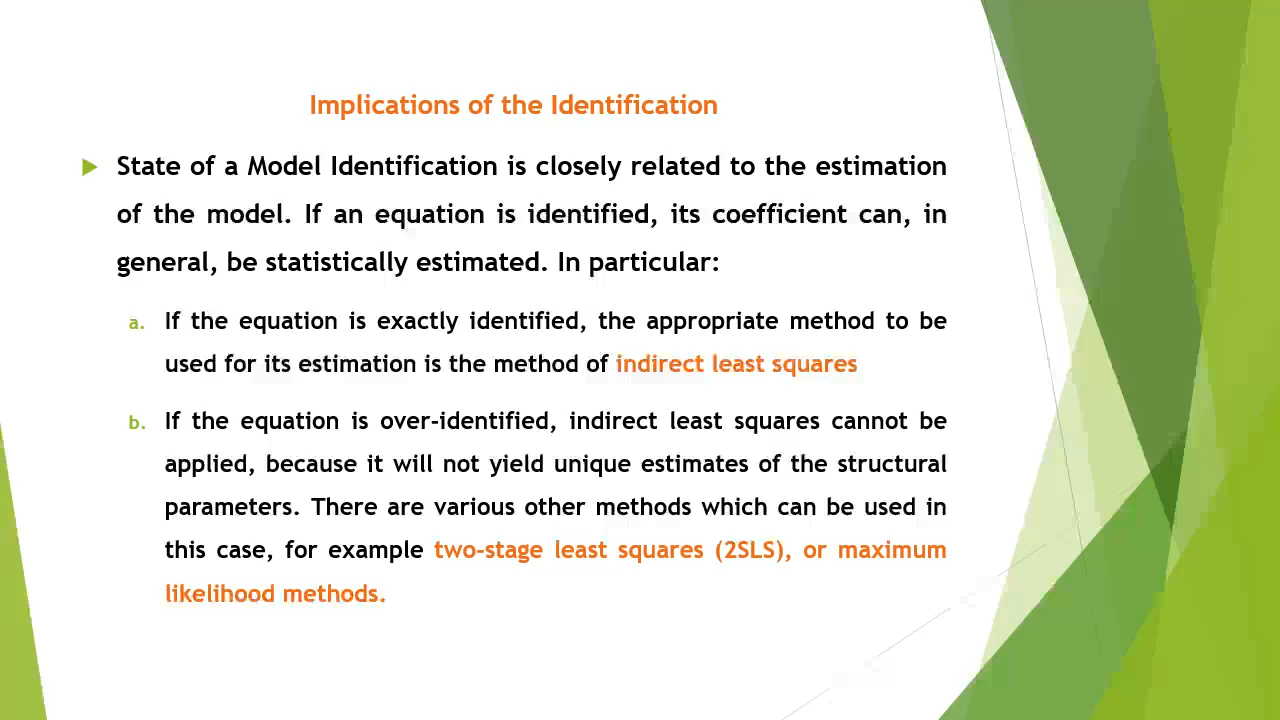 Implications of the Identification
State of a Model Identification is closely related to the estimation
of the model. If an equation is identified, its coefficient can, in
general, be statistically estimated. In particular:
a. If the equation is exactly identified, the appropriate method to be
used for its estimation is the method of indirect least squares
b. If the equation is over-identified, indirect least squares cannot be
applied, because it will not yield unique estimates of the structural
parameters. There are various other methods which can be used in
this case, for example two-stage least squares (2SLS), or maximum
likelihood methods.